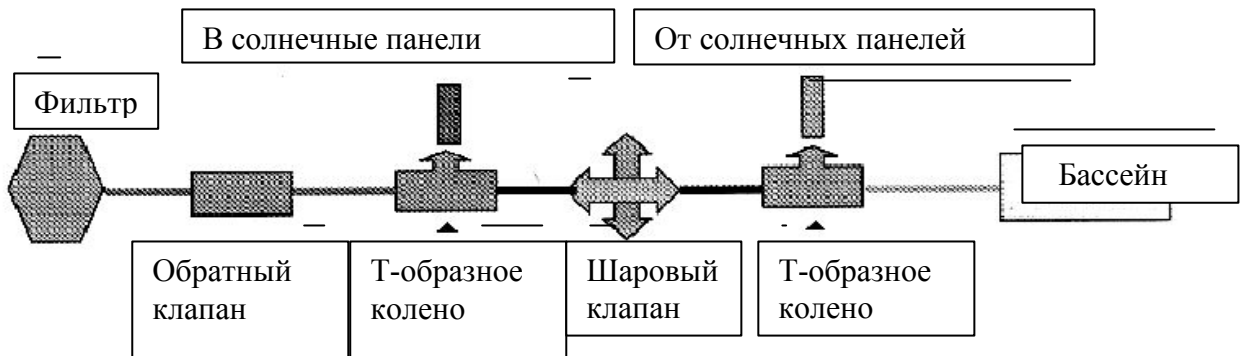 В солнечные панели
От солнечных панелей
Фильтр
Бассейн
Обратный
клапан
Т-образное
колено
Шаровый
клапан
Т-образное
колено